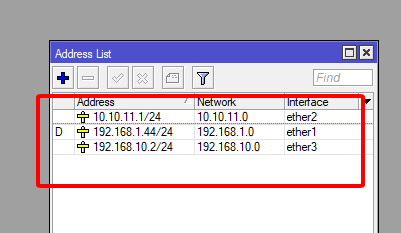 Address List
Find
Address Network Interface
10.10.11.1/24 10.10.11.0 ether2
D 192.168.1.44/24 192.168.1.0 ether1
192.168.10.2/24 192.168.10.0 ether3